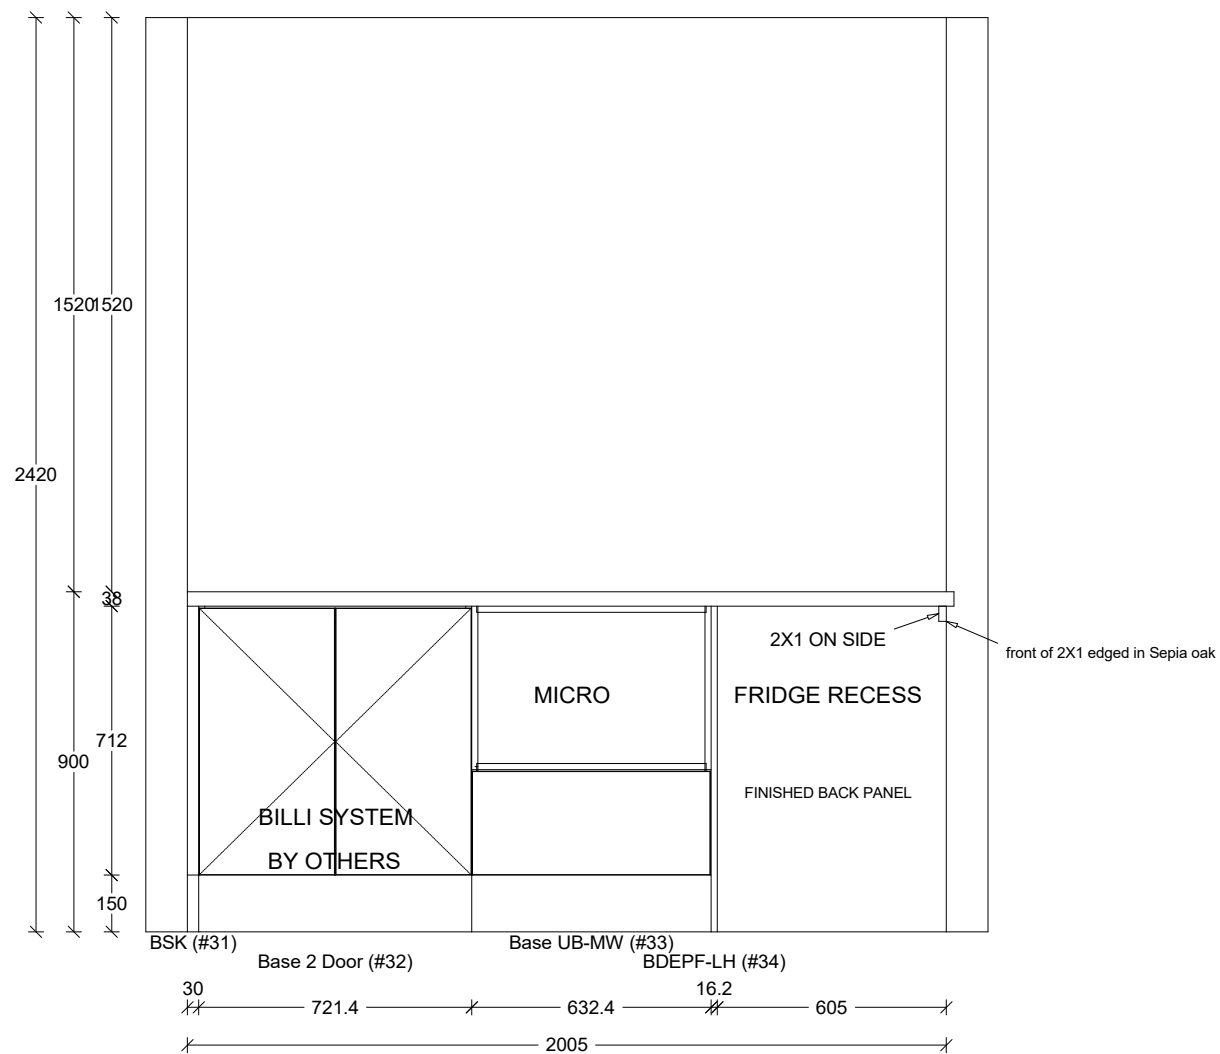 1520
1520
2420
38
2X1 ON SIDE
front of 2X1 edged in Sepia oak
MICRO
FRIDGE RECESS
712
900
FINISHED BACK PANEL
BILLI SYSTEM
BY OTHERS
150
BSK (#31)
Base UB-MW (#33)
Base 2 Door (#32)
BDEPF-LH (#34)
30
16.2
721.4
632.4
605
2005